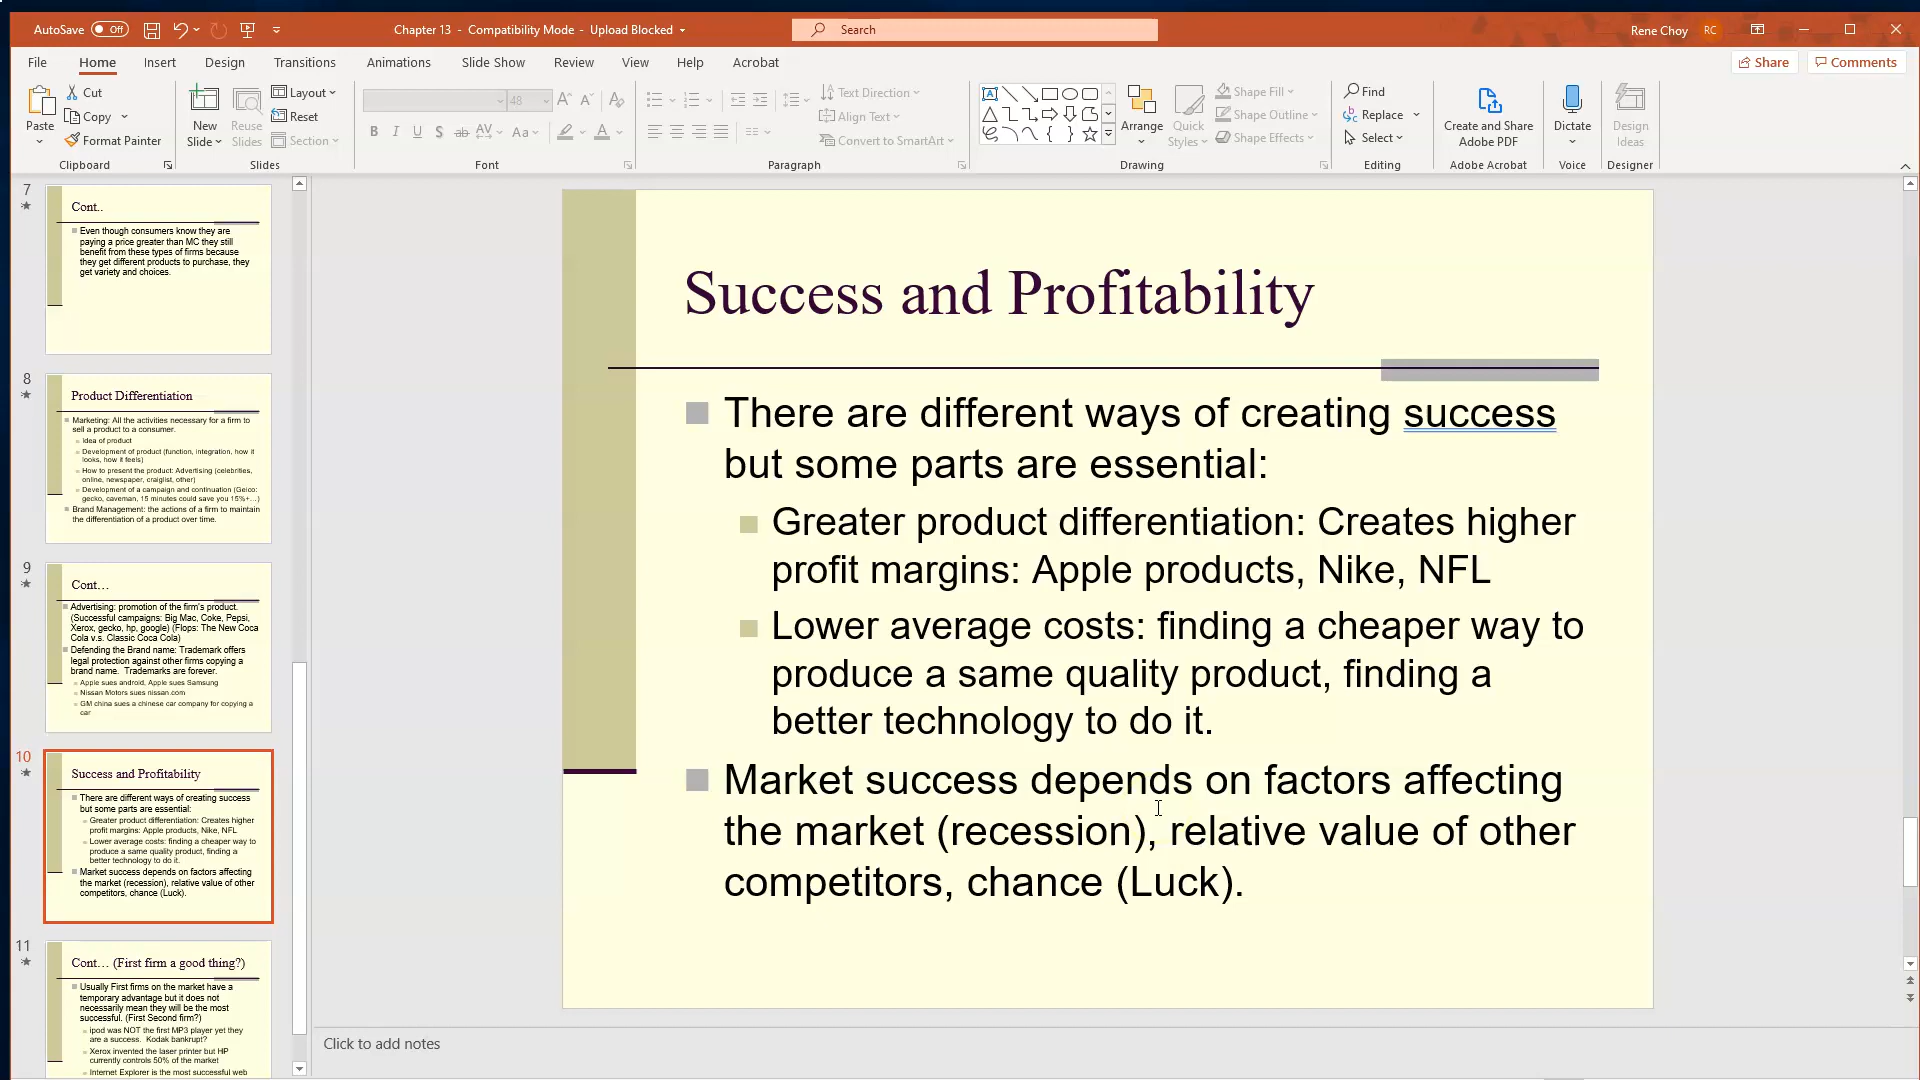 AutoSave Off
Chapter 13 - Compatibility Mode - Upload Blocked
Search
Rene Choy RC
File Home Insert Design Transitions Animations Slide Show Review View Help Acrobat
Share Comments
Paste
Cut
Copy
Format Painter
Clipboard
New Slide
Reuse Slides
Layout
Reset
Section
Slides
48
B I U S ab AV Aa A
Font
Text Direction
Align Text
Convert to SmartArt
Paragraph
Arrange
Quick Styles
Shape Fill
Shape Outline
Shape Effects
Drawing
Find
Replace
Select
Editing
Create and Share
Adobe PDF
Adobe Acrobat
Dictate
Voice
Design
Ideas
Designer
7
Cont..
Even though consumers know they are
paying a price greater than MC they still
benefit from these types of firms because
they get different products to purchase, they
get variety and choices.
8
Product Differentiation
Marketing: All the activities necessary for a firm to
sell a product to a consumer.
Idea of product
Development of product (function, integration, how it
looks, how it feels)
How to present the product: Advertising (celebrities,
online, newspaper, craiglist, other)
Development of a campaign and continuation (Geico:
gecko, caveman, 15 minutes could save you 15%+…)
Brand Management: the actions of a firm to maintain
the differentiation of a product over time.
9
Cont…
Advertising: promotion of the firm's product.
(Successful campaigns: Big Mac, Coke, Pepsi,
Xerox, gecko, hp, google) (Flops: The New Coca
Cola v.s. Classic Coca Cola)
Defending the Brand name: Trademark offers
legal protection against other firms copying a
brand name. Trademarks are forever.
Apple sues android, Apple sues Samsung
Nissan Motors sues nissan.com
GM china sues a chinese car company for copying a
car
10
Success and Profitability
There are different ways of creating success
but some parts are essential:
Greater product differentiation: Creates higher
profit margins: Apple products, Nike, NFL
Lower average costs: finding a cheaper way to
produce a same quality product, finding a
better technology to do it.
Market success depends on factors affecting
the market (recession), relative value of other
competitors, chance (Luck).
11
Cont… (First firm a good thing?)
Usually First firms on the market have a
temporary advantage but it does not
necessarily mean they will be the most
successful. (First Second firm?)
ipod was NOT the first MP3 player yet they
are a success. Kodak bankrupt?
Xerox invented the laser printer but HP
currently controls 50% of the market
Internet Explorer is the most successful web
Success and Profitability
There are different ways of creating success
but some parts are essential:
Greater product differentiation: Creates higher
profit margins: Apple products, Nike, NFL
Lower average costs: finding a cheaper way to
produce a same quality product, finding a
better technology to do it.
Market success depends on factors affecting
the market (recession), relative value of other
competitors, chance (Luck).
Click to add notes